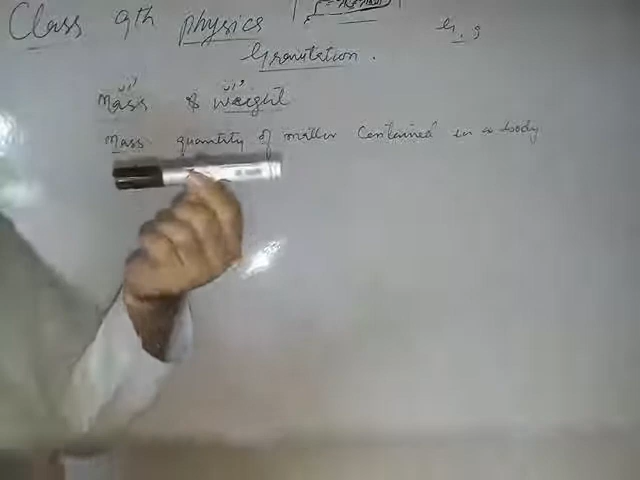 Class 9th physics
G, g
Gravitation.
Mass & weight
Mass quantity of matter contained in a body